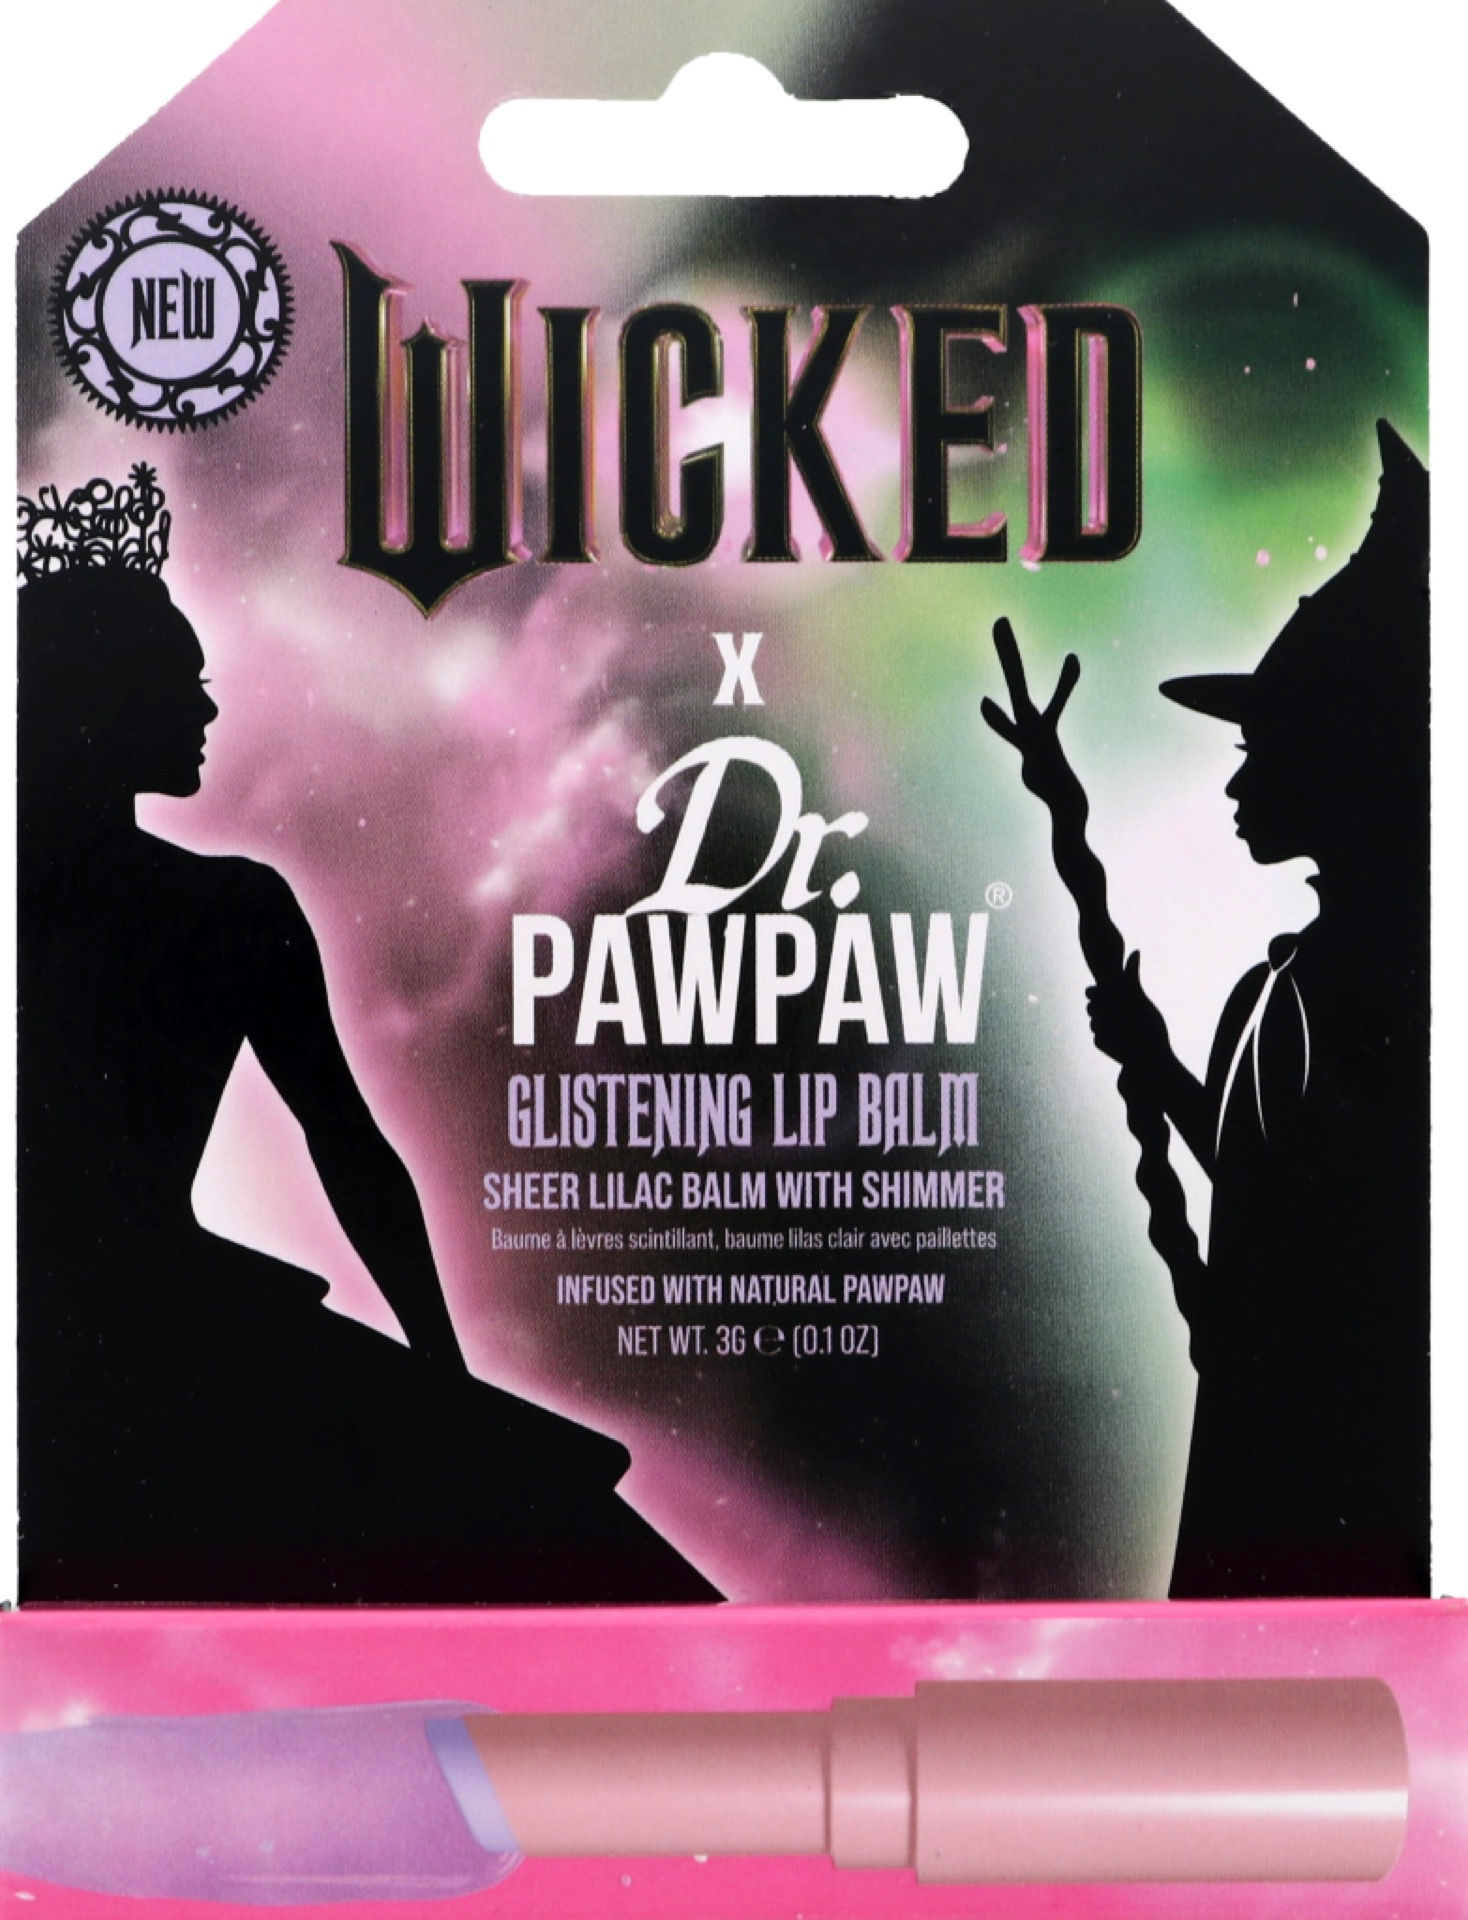 NEW
WICKED
X
Dr.
PAWPAW®
GLISTENING LIP BALM
SHEER LILAC BALM WITH SHIMMER
Baume à lèvres scintillant, baume lilas clair avec paillettes
INFUSED WITH NATURAL PAWPAW
NET WT. 3G ℮ (0.1 OZ)